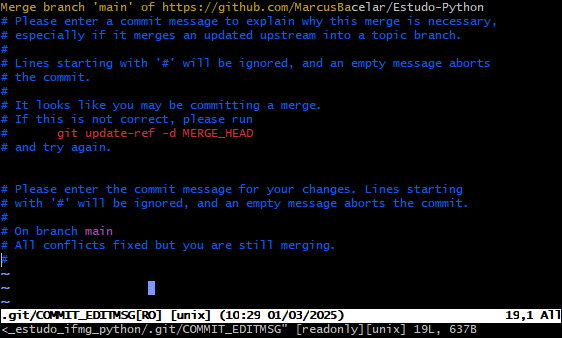 Merge branch 'main' of https://github.com/MarcusBacelar/Estudo-Python
# Please enter a commit message to explain why this merge is necessary,
# especially if it merges an updated upstream into a topic branch.
#
# Lines starting with '#' will be ignored, and an empty message aborts
# the commit.
#
# It looks like you may be committing a merge.
# If this is not correct, please run
#       git update-ref -d MERGE_HEAD
# and try again.


# Please enter the commit message for your changes. Lines starting
# with '#' will be ignored, and an empty message aborts the commit.
#
# On branch main
# All conflicts fixed but you are still merging.
#
~
~
~
.git/COMMIT_EDITMSG[RO] [unix] (10:29 01/03/2025) 19,1 All
<_estudo_ifmg_python/.git/COMMIT_EDITMSG" [readonly][unix] 19L, 637B